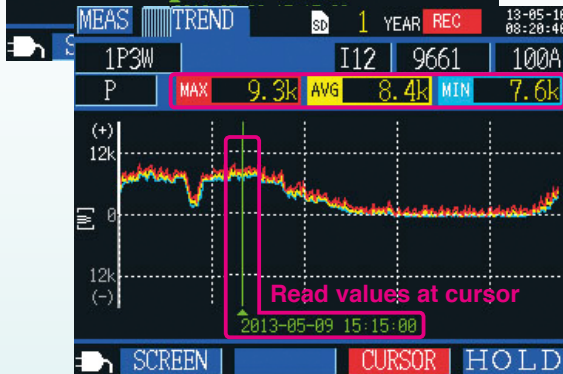 MEAS TREND SD 1 YEAR REC 13-05-10
08:20:46
1P3W I12 9661 100A
P MAX 9.3k AVG 8.4k MIN 7.6k
(+)
12k
[W] 0
12k
(-)
Read values at cursor
2013-05-09 15:15:00
SCREEN CURSOR HOLD